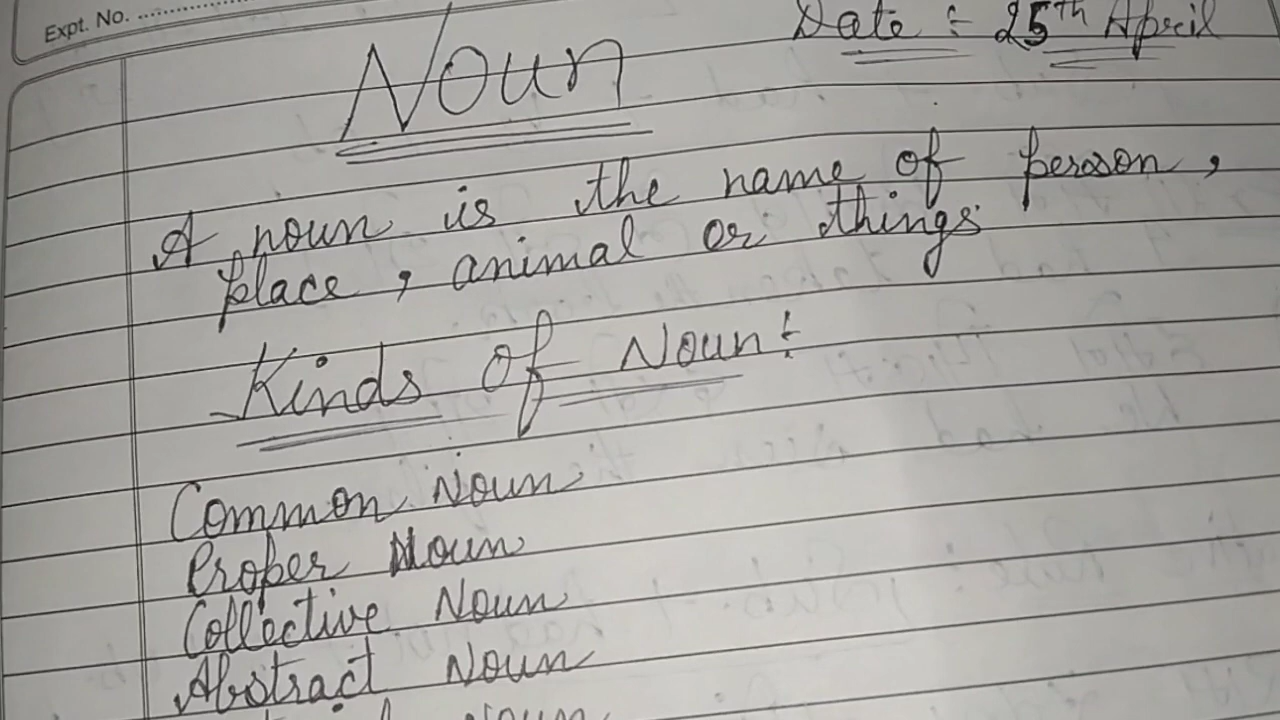 Expt. No.
Date : 25th April
Noun
A noun is the name of person,
place, animal or things
Kinds of Noun:
Common Noun
Proper Noun
Collective Noun
Abstract Noun
Noun